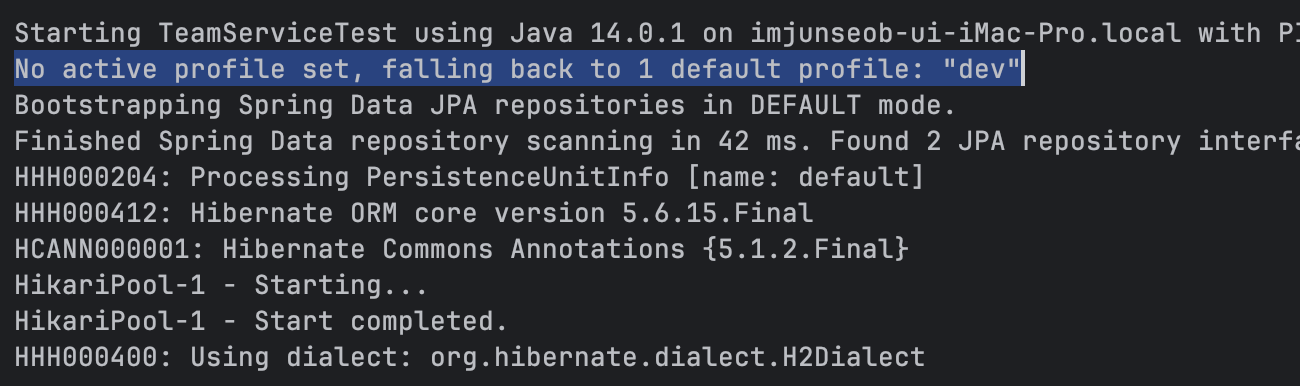 Starting TeamServiceTest using Java 14.0.1 on imjunseob-ui-iMac-Pro.local with
No active profile set, falling back to 1 default profile: "dev"
Bootstrapping Spring Data JPA repositories in DEFAULT mode.
Finished Spring Data repository scanning in 42 ms. Found 2 JPA repository
HHH000204: Processing PersistenceUnitInfo [name: default]
HHH000412: Hibernate ORM core version 5.6.15.Final
HCANN000001: Hibernate Commons Annotations {5.1.2.Final}
HikariPool-1 - Starting...
HikariPool-1 - Start completed.
HHH000400: Using dialect: org.hibernate.dialect.H2Dialect